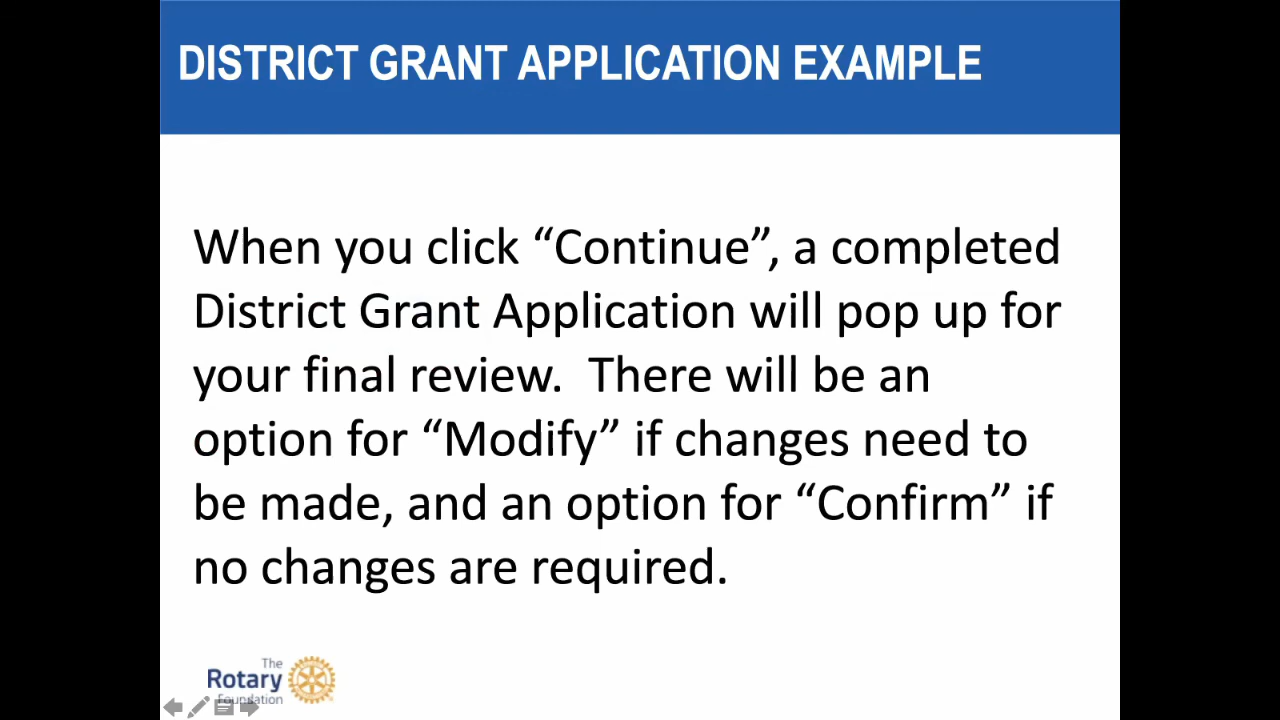 DISTRICT GRANT APPLICATION EXAMPLE
When you click “Continue”, a completed
District Grant Application will pop up for
your final review.  There will be an
option for “Modify” if changes need to
be made, and an option for “Confirm” if
no changes are required.
The
Rotary
Foundation